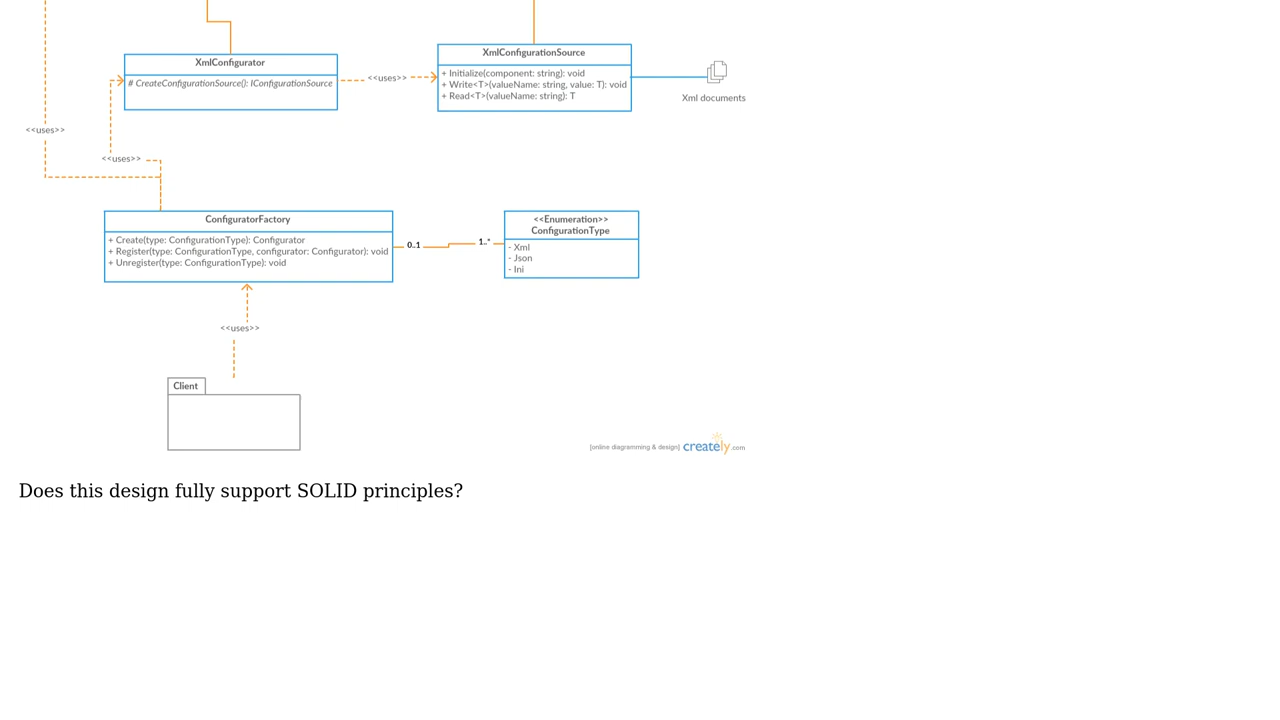 XmlConfigurator
# CreateConfigurationSource(): IConfigurationSource
<<uses>>
XmlConfigurationSource
+ Initialize(component: string): void
+ Write<T>(valueName: string, value: T): void
+ Read<T>(valueName: string): T
Xml documents
<<uses>>
<<uses>>
ConfiguratorFactory
+ Create(type: ConfigurationType): Configurator
+ Register(type: ConfigurationType, configurator: Configurator): void
+ Unregister(type: ConfigurationType): void
0..1
1..*
<<Enumeration>>
ConfigurationType
- Xml
- Json
- Ini
<<uses>>
Client
[online diagramming & design] creately.com
Does this design fully support SOLID principles?